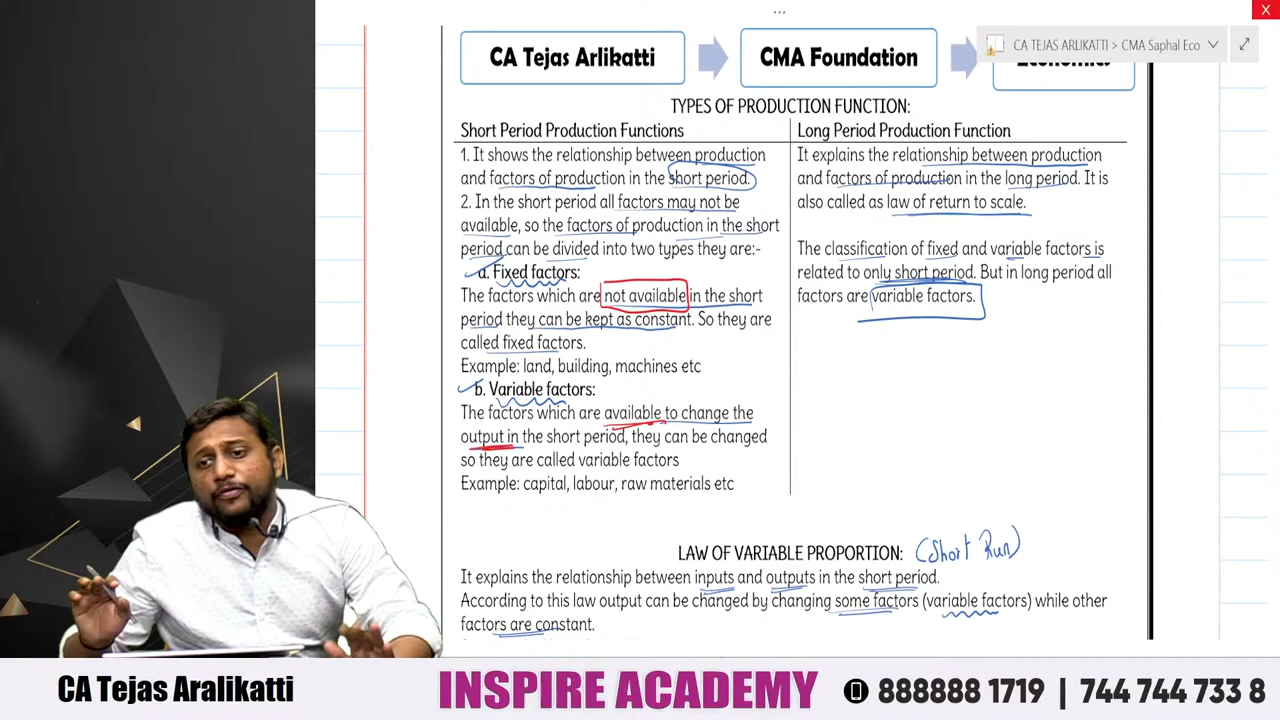 ...
X
CA Tejas Arlikatti
CMA Foundation
CA TEJAS ARLIKATTI > CMA Saphal Eco
Economics
TYPES OF PRODUCTION FUNCTION:
Short Period Production Functions
1. It shows the relationship between production
and factors of production in the short period.
2. In the short period all factors may not be
available, so the factors of production in the short
period can be divided into two types they are:-
a. Fixed factors:
The factors which are not available in the short
period they can be kept as constant. So they are
called fixed factors.
Example: land, building, machines etc
b. Variable factors:
The factors which are available to change the
output in the short period, they can be changed
so they are called variable factors
Example: capital, labour, raw materials etc
Long Period Production Function
It explains the relationship between production
and factors of production in the long period. It is
also called as law of return to scale.
The classification of fixed and variable factors is
related to only short period. But in long period all
factors are variable factors.
LAW OF VARIABLE PROPORTION: (Short Run)
It explains the relationship between inputs and outputs in the short period.
According to this law output can be changed by changing some factors (variable factors) while other
factors are constant.
CA Tejas Aralikatti
INSPIRE ACADEMY
888888 1719 | 744 744 733 8